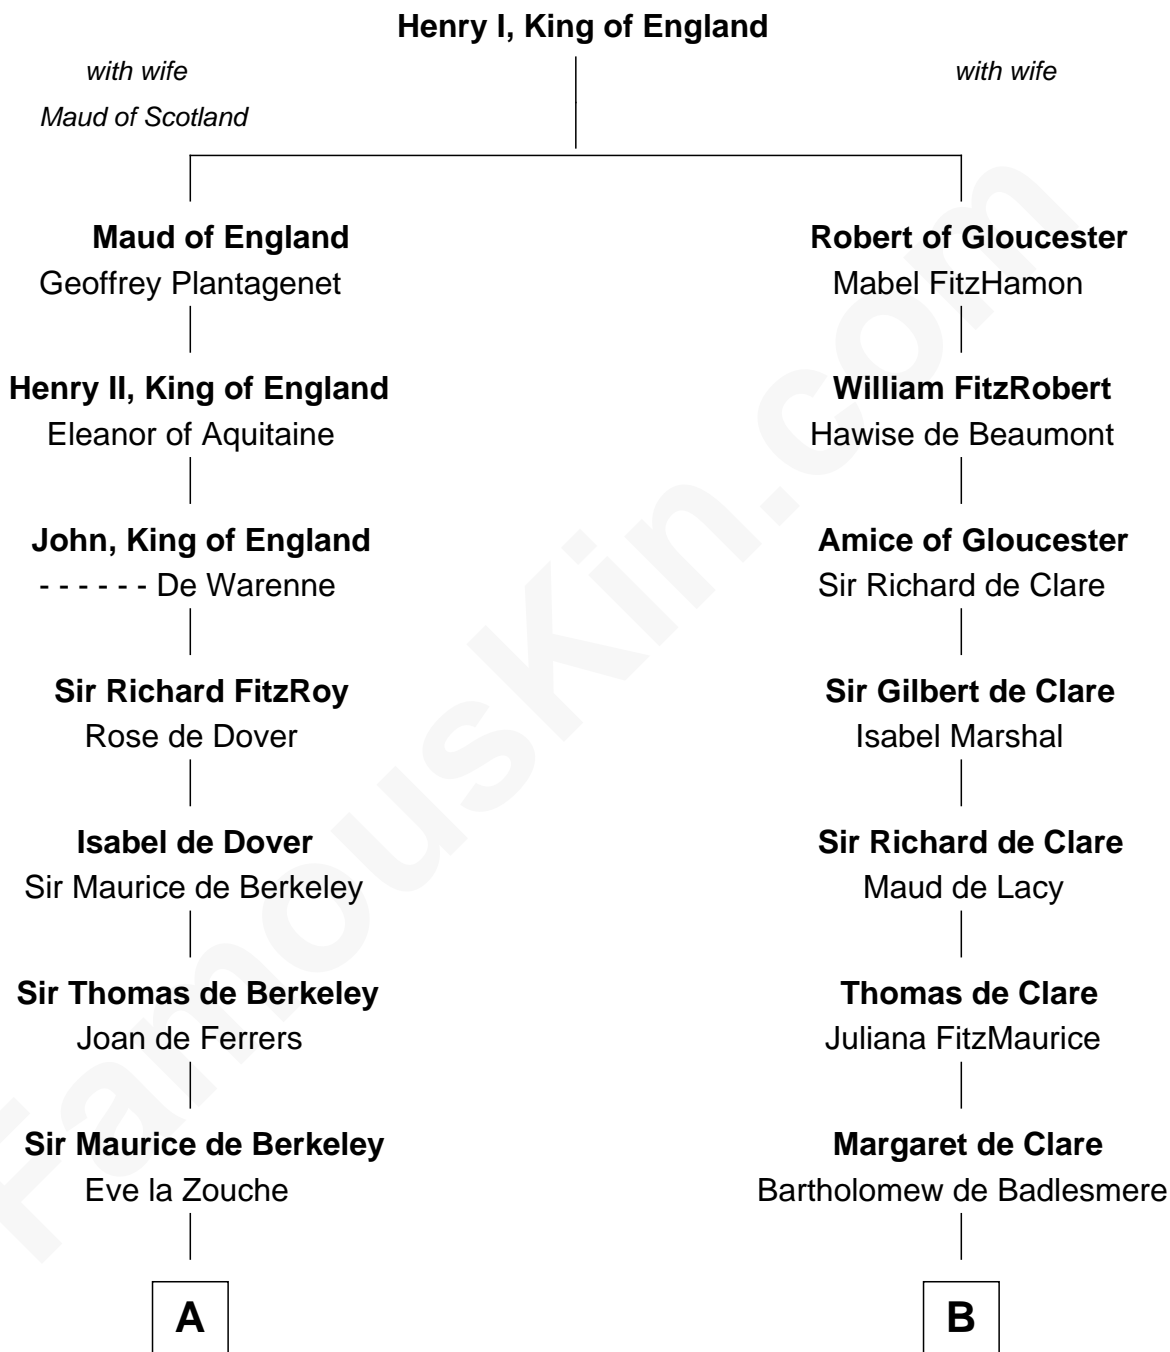 Henry I, King of England
with wife
Maud of Scotland
with wife
Maud of England
Geoffrey Plantagenet
Robert of Gloucester
Mabel FitzHamon
Henry II, King of England
Eleanor of Aquitaine
William FitzRobert
Hawise de Beaumont
John, King of England
- - - - - - De Warenne
Amice of Gloucester
Sir Richard de Clare
Sir Richard FitzRoy
Rose de Dover
Sir Gilbert de Clare
Isabel Marshal
Isabel de Dover
Sir Maurice de Berkeley
Sir Richard de Clare
Maud de Lacy
Sir Thomas de Berkeley
Joan de Ferrers
Thomas de Clare
Juliana FitzMaurice
Sir Maurice de Berkeley
Eve la Zouche
Margaret de Clare
Bartholomew de Badlesmere
A
B
FamousKin.com